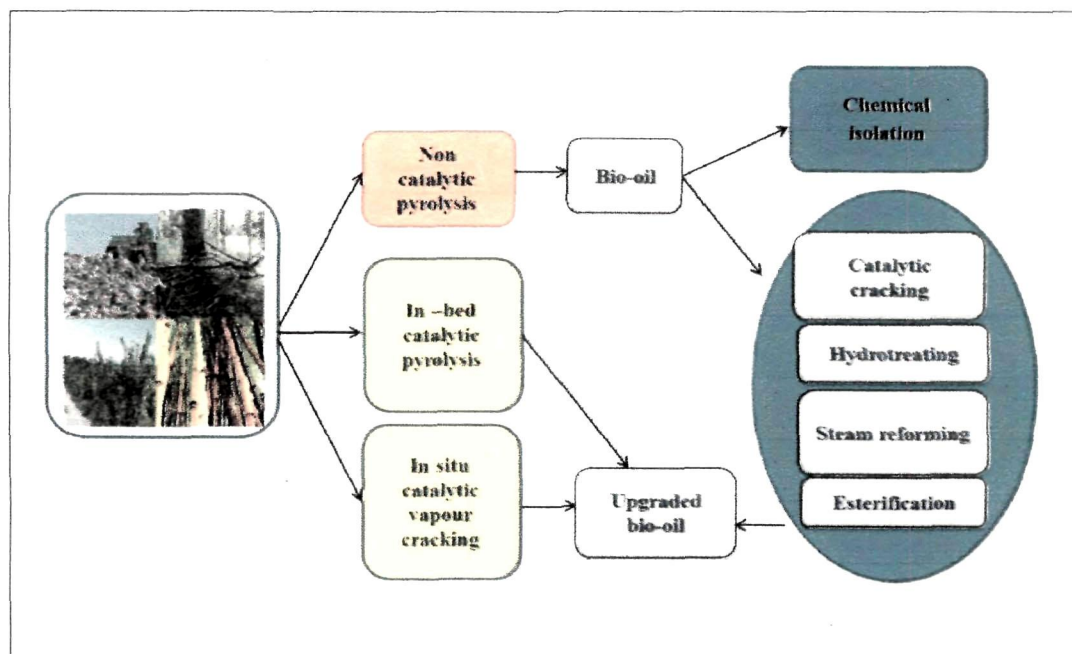 Non
catalytic
pyrolysis
Bio-oil
Chemical
isolation
In –bed
catalytic
pyrolysis
In situ
catalytic
vapour
cracking
Upgraded
bio-oil
Catalytic
cracking
Hydrotreating
Steam reforming
Esterification